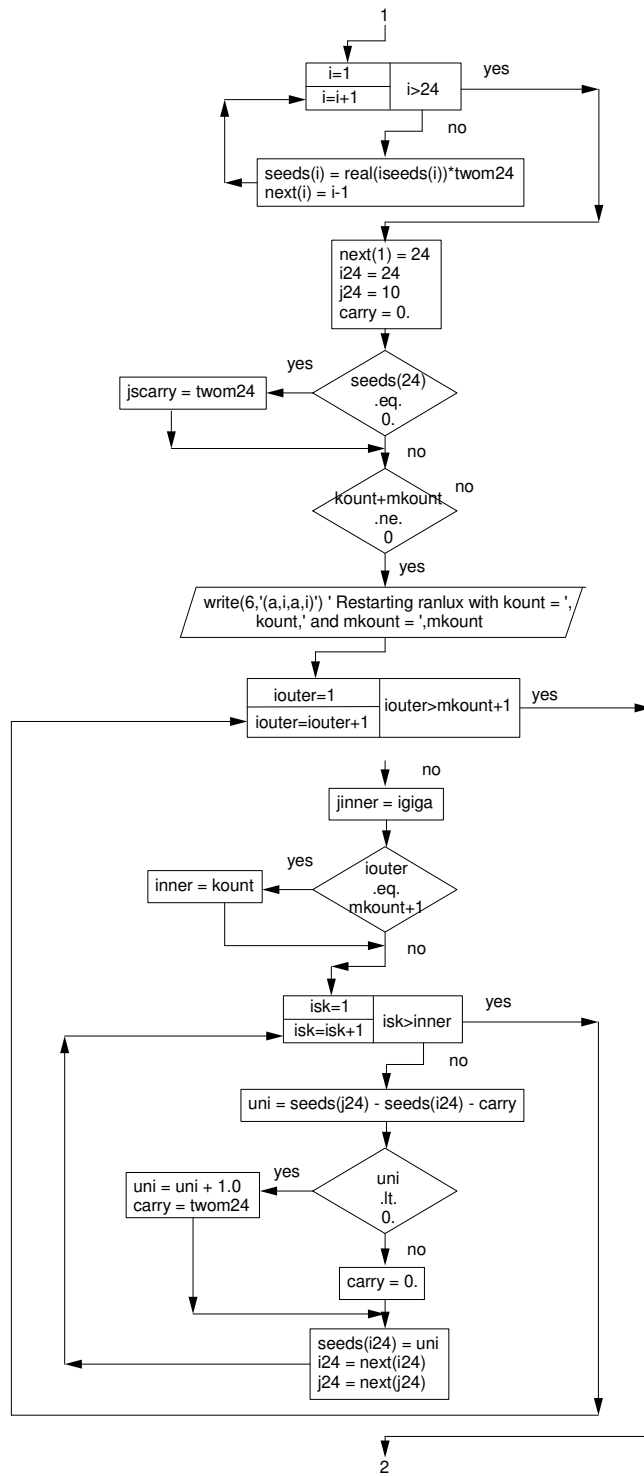 1
i=1
i=i+1
i>24
yes
no
seeds(i) = real(iseeds(i))*twom24
next(i) = i-1
next(1) = 24
i24 = 24
j24 = 10
carry = 0.
yes
seeds(24)
.eq.
0.
jscarry = twom24
no
kount+mkount
.ne.
0
no
yes
write(6,'(a,i,a,i)') ' Restarting ranlux with kount = ',
kount,' and mkount = ',mkount
iouter=1
iouter=iouter+1
iouter>mkount+1
yes
no
jinner = igiga
yes
iouter
.eq.
mkount+1
inner = kount
no
isk=1
isk=isk+1
isk>inner
yes
no
uni = seeds(j24) - seeds(i24) - carry
yes
uni
.lt.
0.
uni = uni + 1.0
carry = twom24
no
carry = 0.
seeds(i24) = uni
i24 = next(i24)
j24 = next(j24)
2